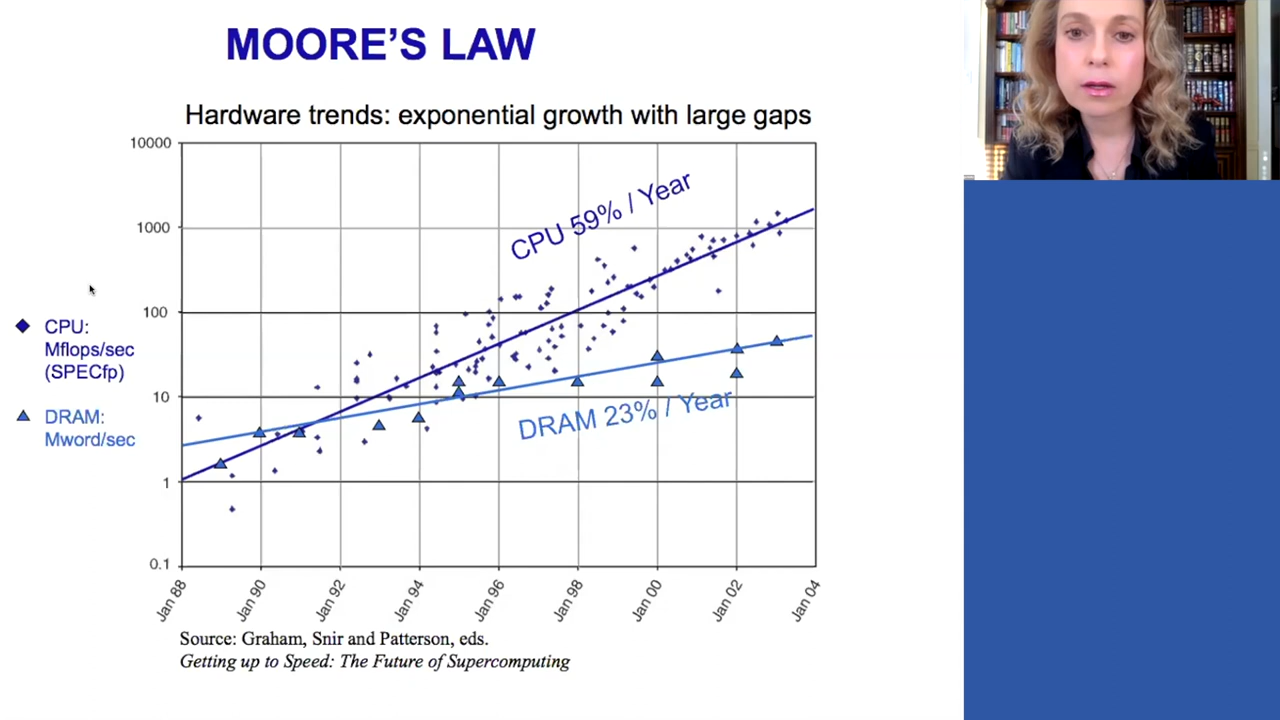 MOORE'S LAW
Hardware trends: exponential growth with large gaps
10000
1000
100
10
1
0.1
CPU 59% / Year
DRAM 23% / Year
CPU:
Mflops/sec
(SPECfp)
DRAM:
Mword/sec
Jan 88
Jan 90
Jan 92
Jan 94
Jan 96
Jan 98
Jan 00
Jan 02
Jan 04
Source: Graham, Snir and Patterson, eds.
Getting up to Speed: The Future of Supercomputing